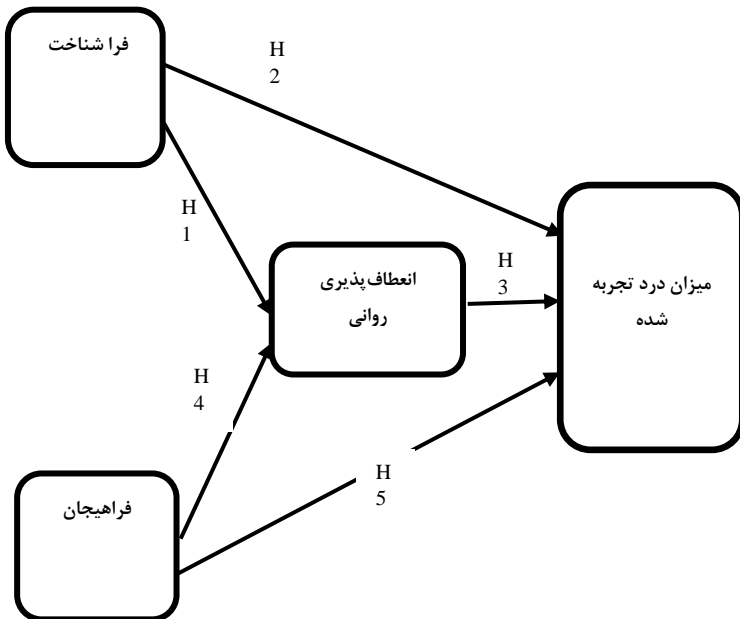 فرا شناخت
H
2
H
1
انعطاف‌پذیری
روانی
H
3
میزان درد تجربه
شده
H
4
فراهیجان
H
5